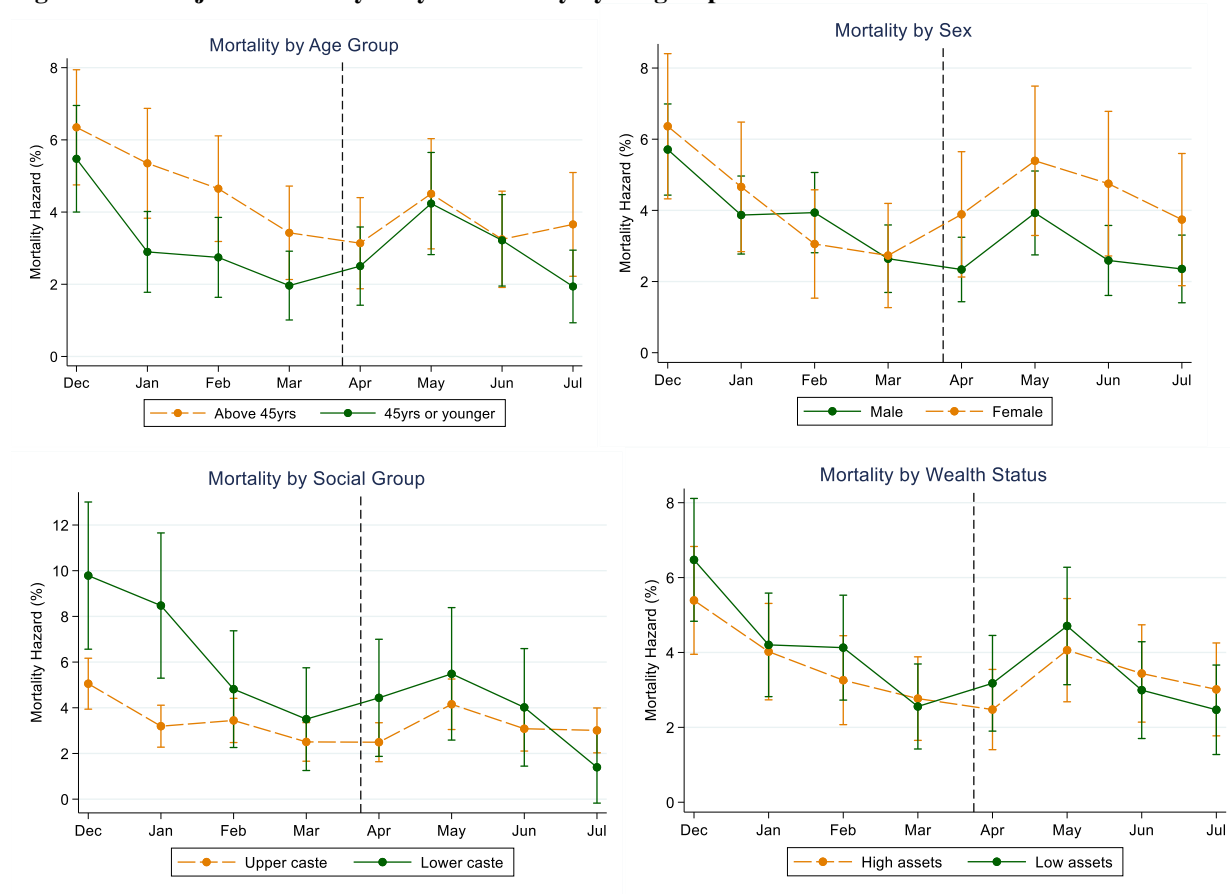 Mortality by Age Group
Mortality Hazard (%)
8
6
4
2
0
Dec Jan Feb Mar Apr May Jun Jul
Above 45yrs 45yrs or younger
Mortality by Sex
Mortality Hazard (%)
8
6
4
2
0
Dec Jan Feb Mar Apr May Jun Jul
Male Female
Mortality by Social Group
Mortality Hazard (%)
12
10
8
6
4
2
0
Dec Jan Feb Mar Apr May Jun Jul
Upper caste Lower caste
Mortality by Wealth Status
Mortality Hazard (%)
8
6
4
2
0
Dec Jan Feb Mar Apr May Jun Jul
High assets Low assets